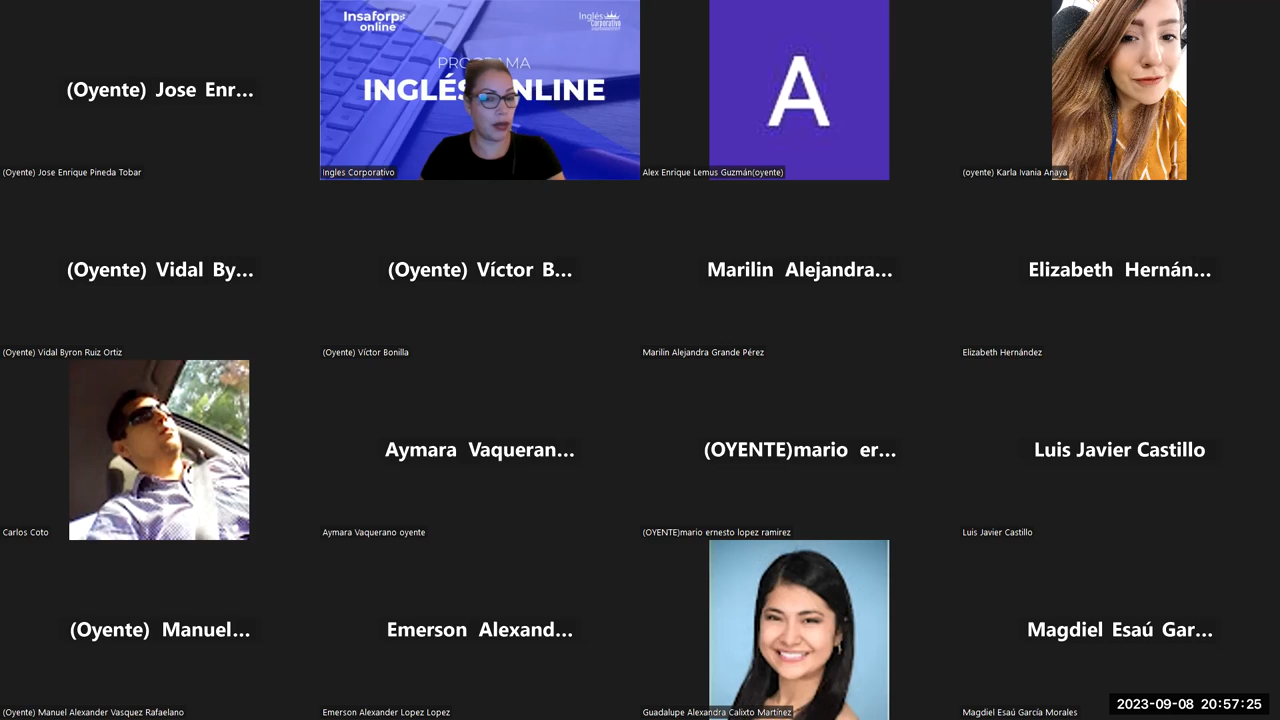 (Oyente) Jose Enr...
(Oyente) Jose Enrique Pineda Tobar
Insaforp
online
Inglés
Corporativo
PROGRAMA
INGLÉS ONLINE
Ingles Corporativo
A
Alex Enrique Lemus Guzmán(oyente)
(oyente) Karla Ivania Anaya
(Oyente) Vidal By...
(Oyente) Vidal Byron Ruiz Ortiz
(Oyente) Víctor B...
(Oyente) Víctor Bonilla
Marilin Alejandra...
Marilin Alejandra Grande Pérez
Elizabeth Hernán...
Elizabeth Hernández
Carlos Coto
Aymara Vaqueran...
Aymara Vaquerano oyente
(OYENTE)mario er...
(OYENTE)mario ernesto lopez ramirez
Luis Javier Castillo
Luis Javier Castillo
(Oyente) Manuel...
(Oyente) Manuel Alexander Vasquez Rafaelano
Emerson Alexand...
Emerson Alexander Lopez Lopez
Guadalupe Alexandra Calixto Martínez
Magdiel Esaú Gar...
Magdiel Esaú García Morales
2023-09-08 20:57:25